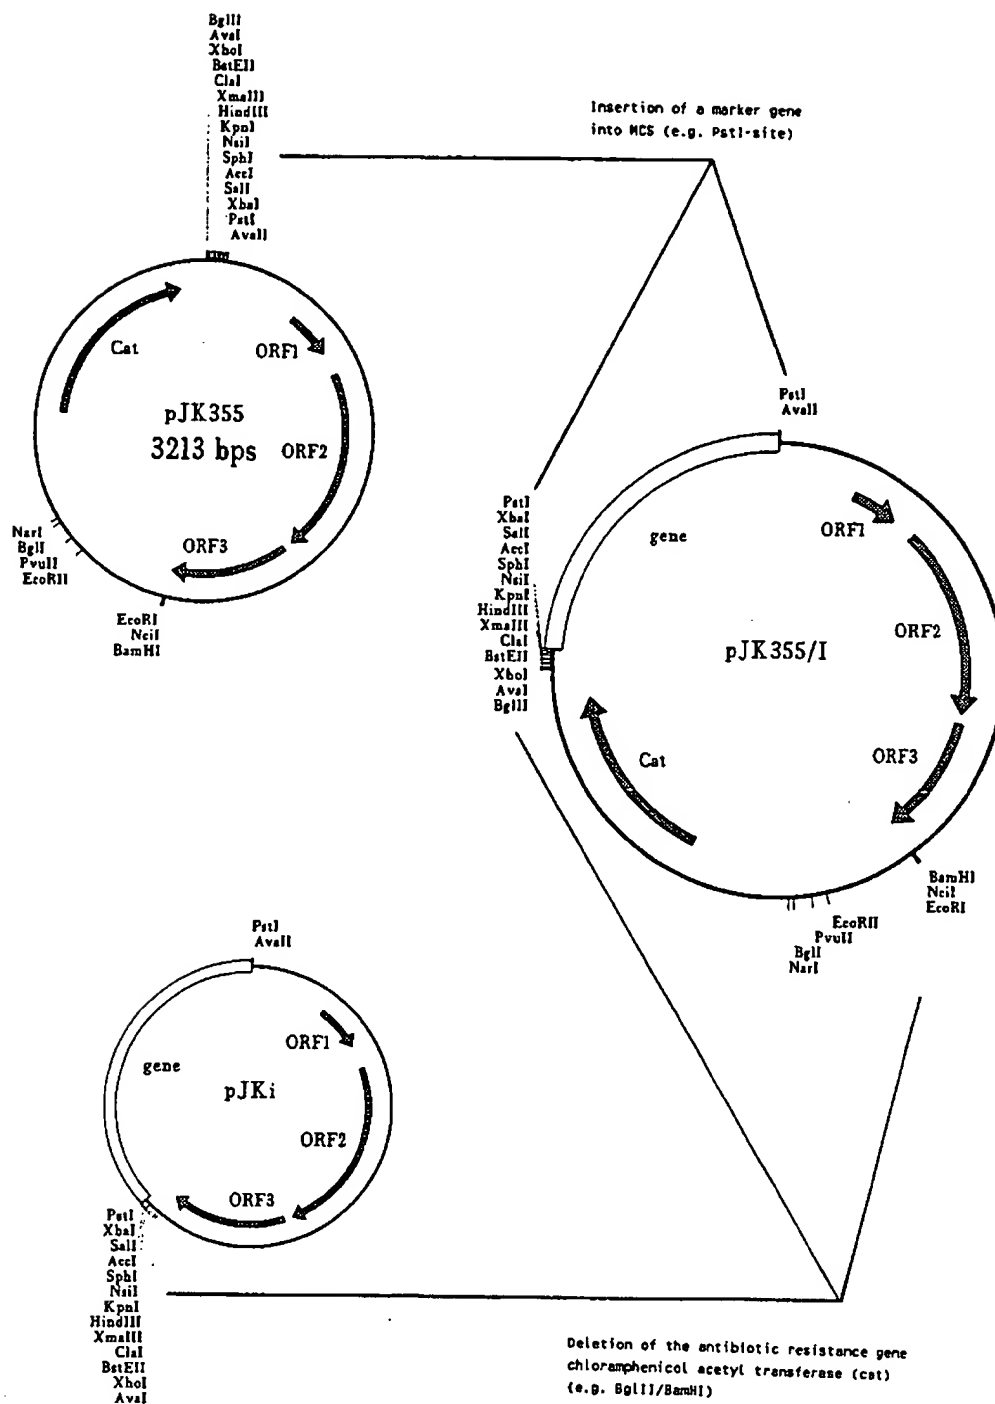 BglII
AvaI
XhoI
BstEII
ClaI
XmaIII
HindIII
KpnI
NsiI
SphI
AccI
SalI
XbaI
PstI
AvaII
Insertion of a marker gene
into MCS (e.g. PstI-site)
Cat
ORF1
pJK355
3213 bps
ORF2
ORF3
NarI
BglI
PvuII
EcoRII
EcoRI
NciI
BamHI
PstI
AvaII
PstI
XbaI
SalI
AccI
SphI
NsiI
KpnI
HindIII
XmaIII
ClaI
BstEII
XhoI
AvaI
BglII
gene
ORF1
ORF2
pJK355/I
ORF3
Cat
BamHI
NciI
EcoRI
EcoRII
PvuII
BglI
NarI
PstI
AvaII
gene
ORF1
pJKi
ORF2
ORF3
PstI
XbaI
SalI
AccI
SphI
NsiI
KpnI
HindIII
XmaIII
ClaI
BstEII
XhoI
AvaI
Deletion of the antibiotic resistance gene
chloramphenicol acetyl transferase (cat)
(e.g. BglII/BamHI)